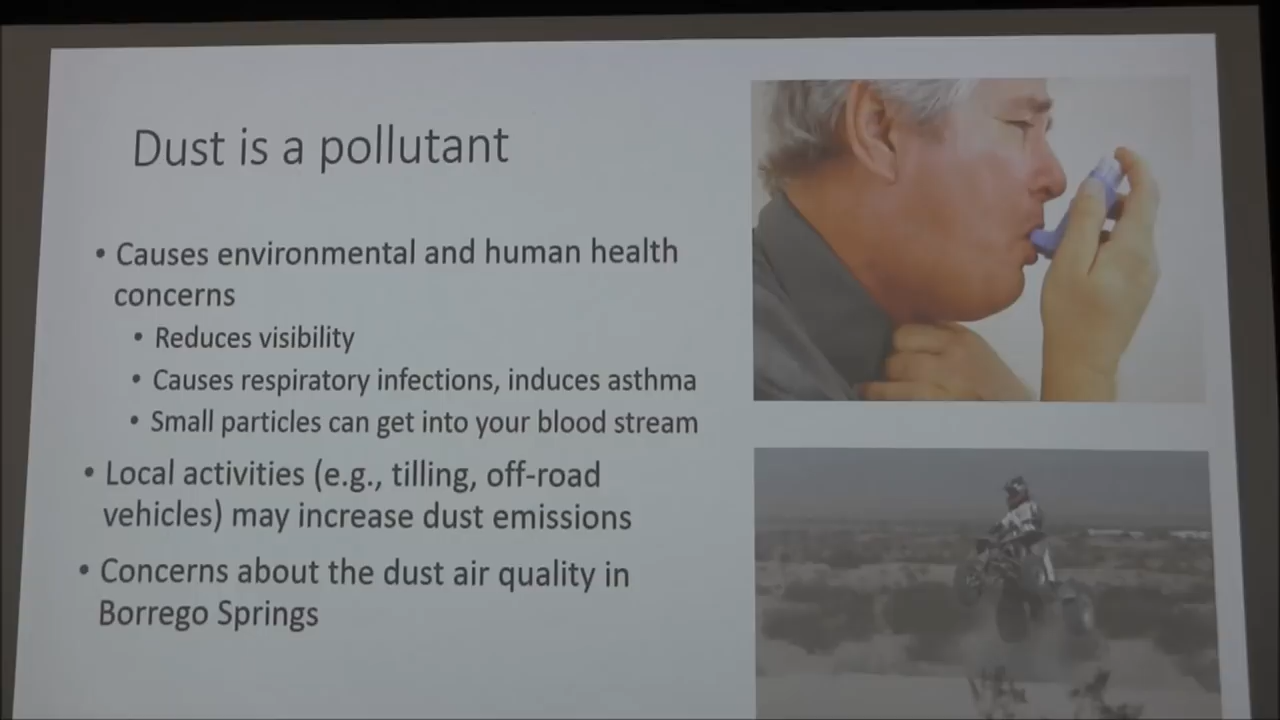 Dust is a pollutant
• Causes environmental and human health
concerns
• Reduces visibility
• Causes respiratory infections, induces asthma
• Small particles can get into your blood stream
• Local activities (e.g., tilling, off-road
vehicles) may increase dust emissions
• Concerns about the dust air quality in
Borrego Springs